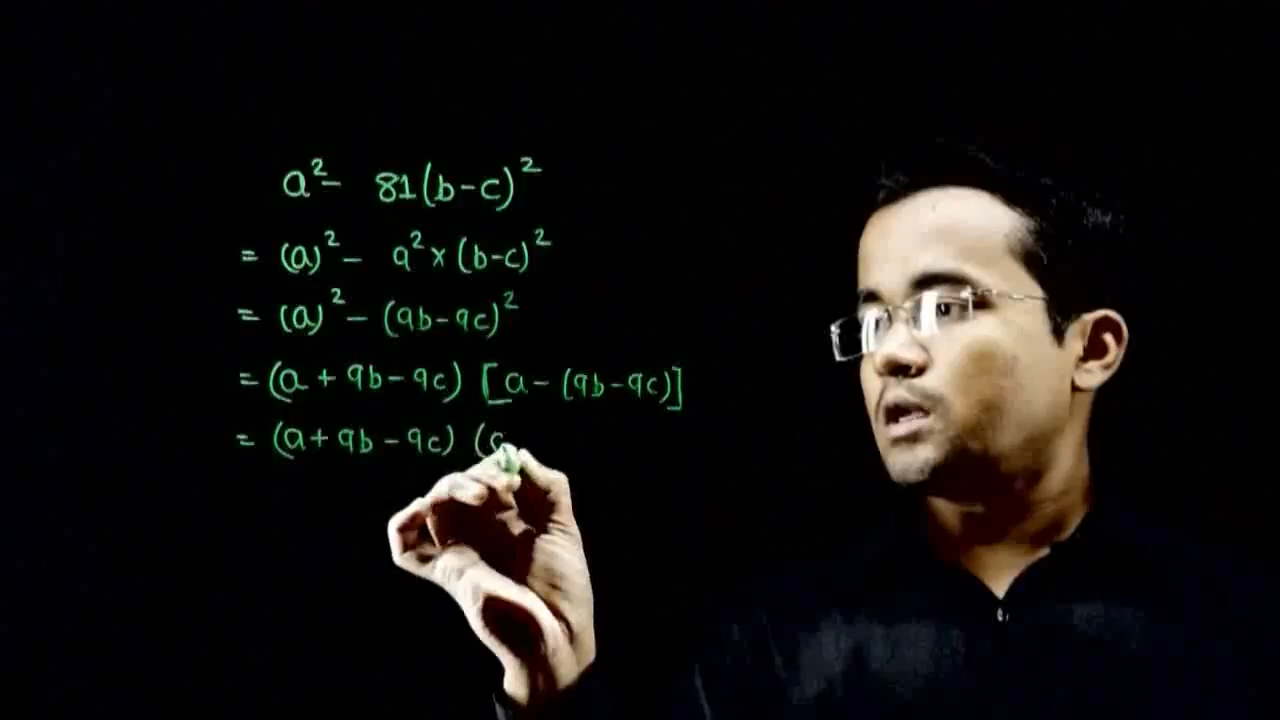 a² - 81(b-c)²
= (a)² - 9² × (b-c)²
= (a)² - (9b-9c)²
= (a + 9b - 9c) [a - (9b - 9c)]
= (a + 9b - 9c) (a